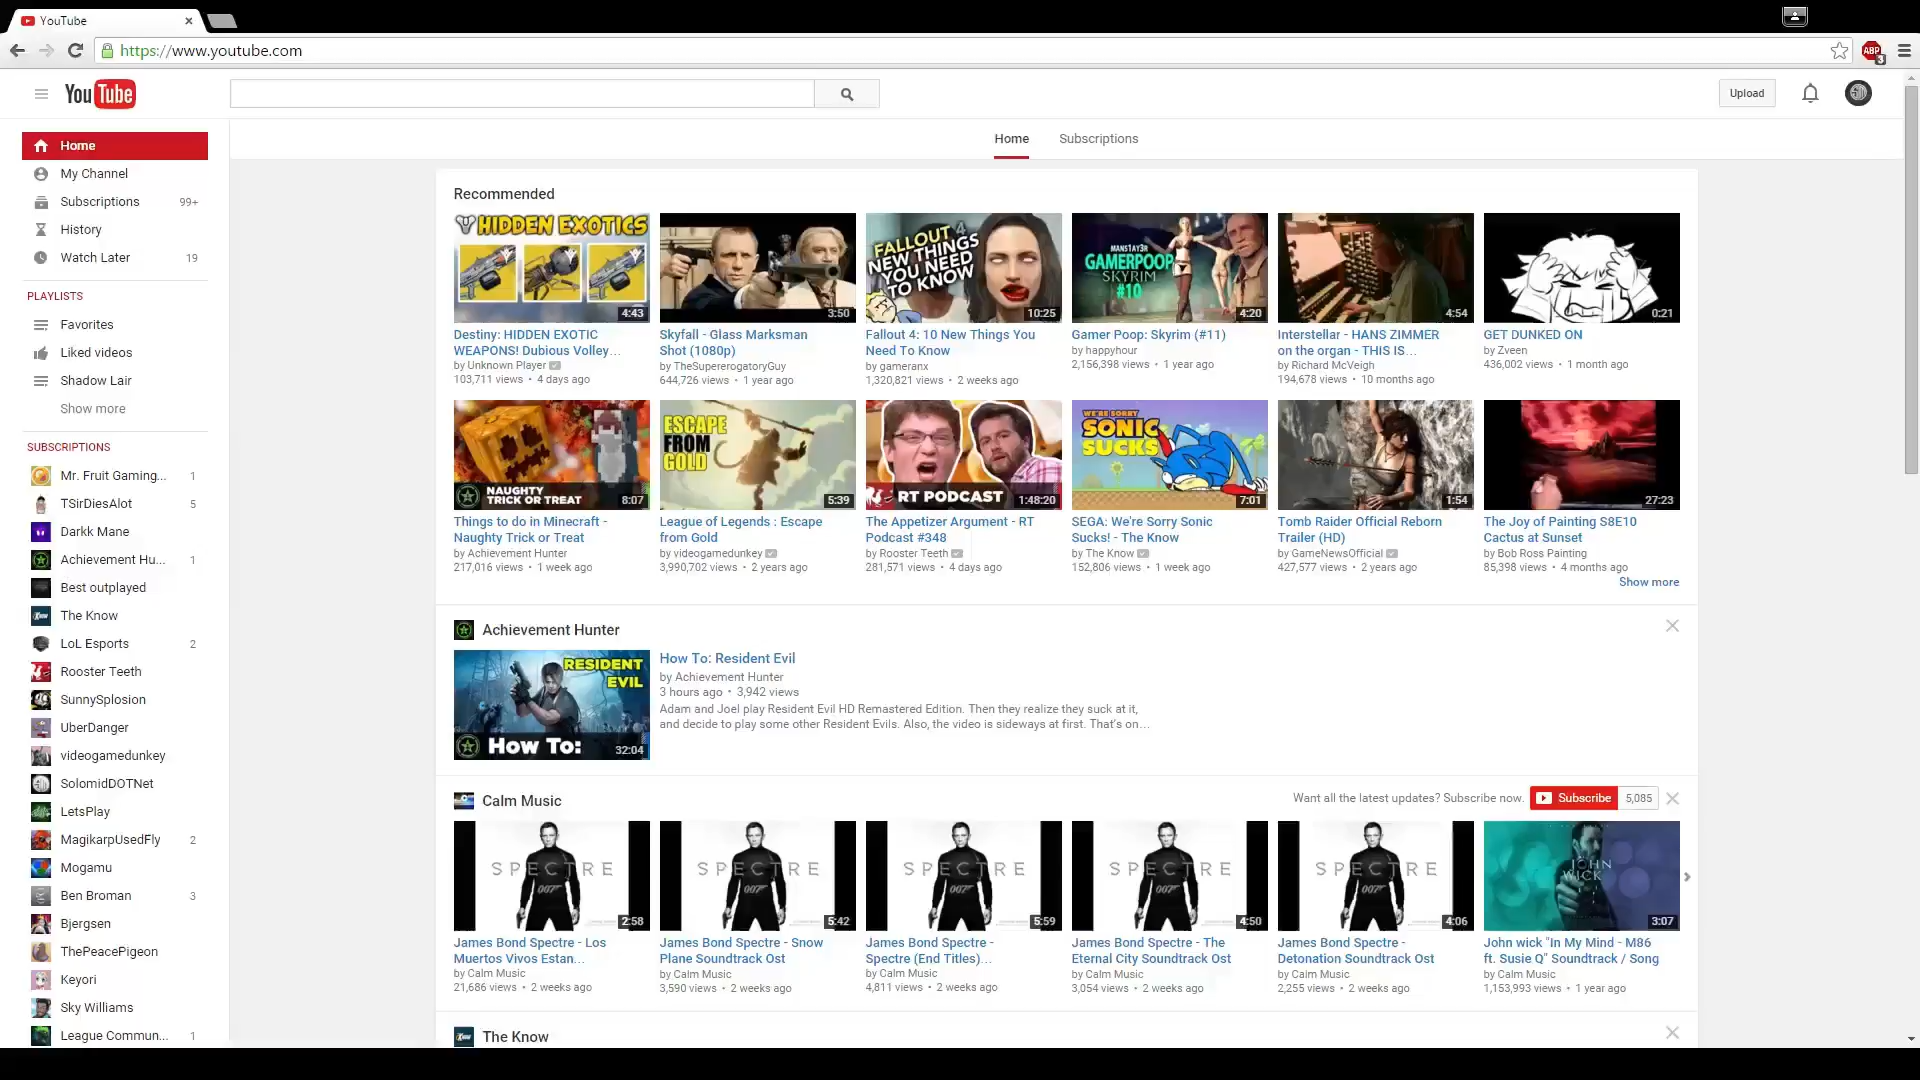 YouTube
https://www.youtube.com
ABP
3
YouTube
Upload
Home
Subscriptions
Home
My Channel
Subscriptions 99+
History
Watch Later 19
PLAYLISTS
Favorites
Liked videos
Shadow Lair
Show more
SUBSCRIPTIONS
Mr. Fruit Gaming... 1
TSirDiesAlot 5
Darkk Mane
Achievement Hu... 1
Best outplayed
The Know
LoL Esports 2
Rooster Teeth
SunnySplosion
UberDanger
videogamedunkey
SolomidDOTNet
LetsPlay
MagikarpUsedFly 2
Mogamu
Ben Broman 3
Bjergsen
ThePeacePigeon
Keyori
Sky Williams
League Commun... 1
Recommended
HIDDEN EXOTICS
4:43
Destiny: HIDDEN EXOTIC
WEAPONS! Dubious Volley...
by Unknown Player
103,711 views • 4 days ago
3:50
Skyfall - Glass Marksman
Shot (1080p)
by TheSupererogatoryGuy
644,726 views • 1 year ago
FALLOUT 4
NEW THINGS
YOU NEED
TO KNOW
10:25
Fallout 4: 10 New Things You
Need To Know
by gameranx
1,320,821 views • 2 weeks ago
MANS1AY3R
GAMERPOOP
SKYRIM
#10
4:20
Gamer Poop: Skyrim (#11)
by happyhour
2,156,398 views • 1 year ago
4:54
Interstellar - HANS ZIMMER
on the organ - THIS IS...
by Richard McVeigh
194,678 views • 10 months ago
0:21
GET DUNKED ON
by Zveen
436,002 views • 1 month ago
NAUGHTY
TRICK OR TREAT
8:07
Things to do in Minecraft -
Naughty Trick or Treat
by Achievement Hunter
217,016 views • 1 week ago
ESCAPE
FROM
GOLD
5:39
League of Legends : Escape
from Gold
by videogamedunkey
3,990,702 views • 2 years ago
RT PODCAST
1:48:20
The Appetizer Argument - RT
Podcast #348
by Rooster Teeth
281,571 views • 4 days ago
WE'RE SORRY
SONIC
SUCKS
7:01
SEGA: We're Sorry Sonic
Sucks! - The Know
by The Know
152,806 views • 1 week ago
1:54
Tomb Raider Official Reborn
Trailer (HD)
by GameNewsOfficial
427,577 views • 2 years ago
27:23
The Joy of Painting S8E10
Cactus at Sunset
by Bob Ross Painting
85,398 views • 4 months ago
Show more
Achievement Hunter
RESIDENT
EVIL
How To:
32:04
How To: Resident Evil
by Achievement Hunter
3 hours ago • 3,942 views
Adam and Joel play Resident Evil HD Remastered Edition. Then they realize they suck at it,
and decide to play some other Resident Evils. Also, the video is sideways at first. That's on...
Calm Music
Want all the latest updates? Subscribe now. Subscribe 5,085
SPECTRE
007
2:58
James Bond Spectre - Los
Muertos Vivos Estan...
by Calm Music
21,686 views • 2 weeks ago
SPECTRE
007
5:42
James Bond Spectre - Snow
Plane Soundtrack Ost
by Calm Music
3,590 views • 2 weeks ago
SPECTRE
007
5:59
James Bond Spectre -
Spectre (End Titles)...
by Calm Music
4,811 views • 2 weeks ago
SPECTRE
007
4:50
James Bond Spectre - The
Eternal City Soundtrack Ost
by Calm Music
3,054 views • 2 weeks ago
SPECTRE
007
4:06
James Bond Spectre -
Detonation Soundtrack Ost
by Calm Music
2,255 views • 2 weeks ago
JOHN
WICK
3:07
John wick "In My Mind - M86
ft. Susie Q" Soundtrack / Song
by Calm Music
1,153,993 views • 1 year ago
The Know